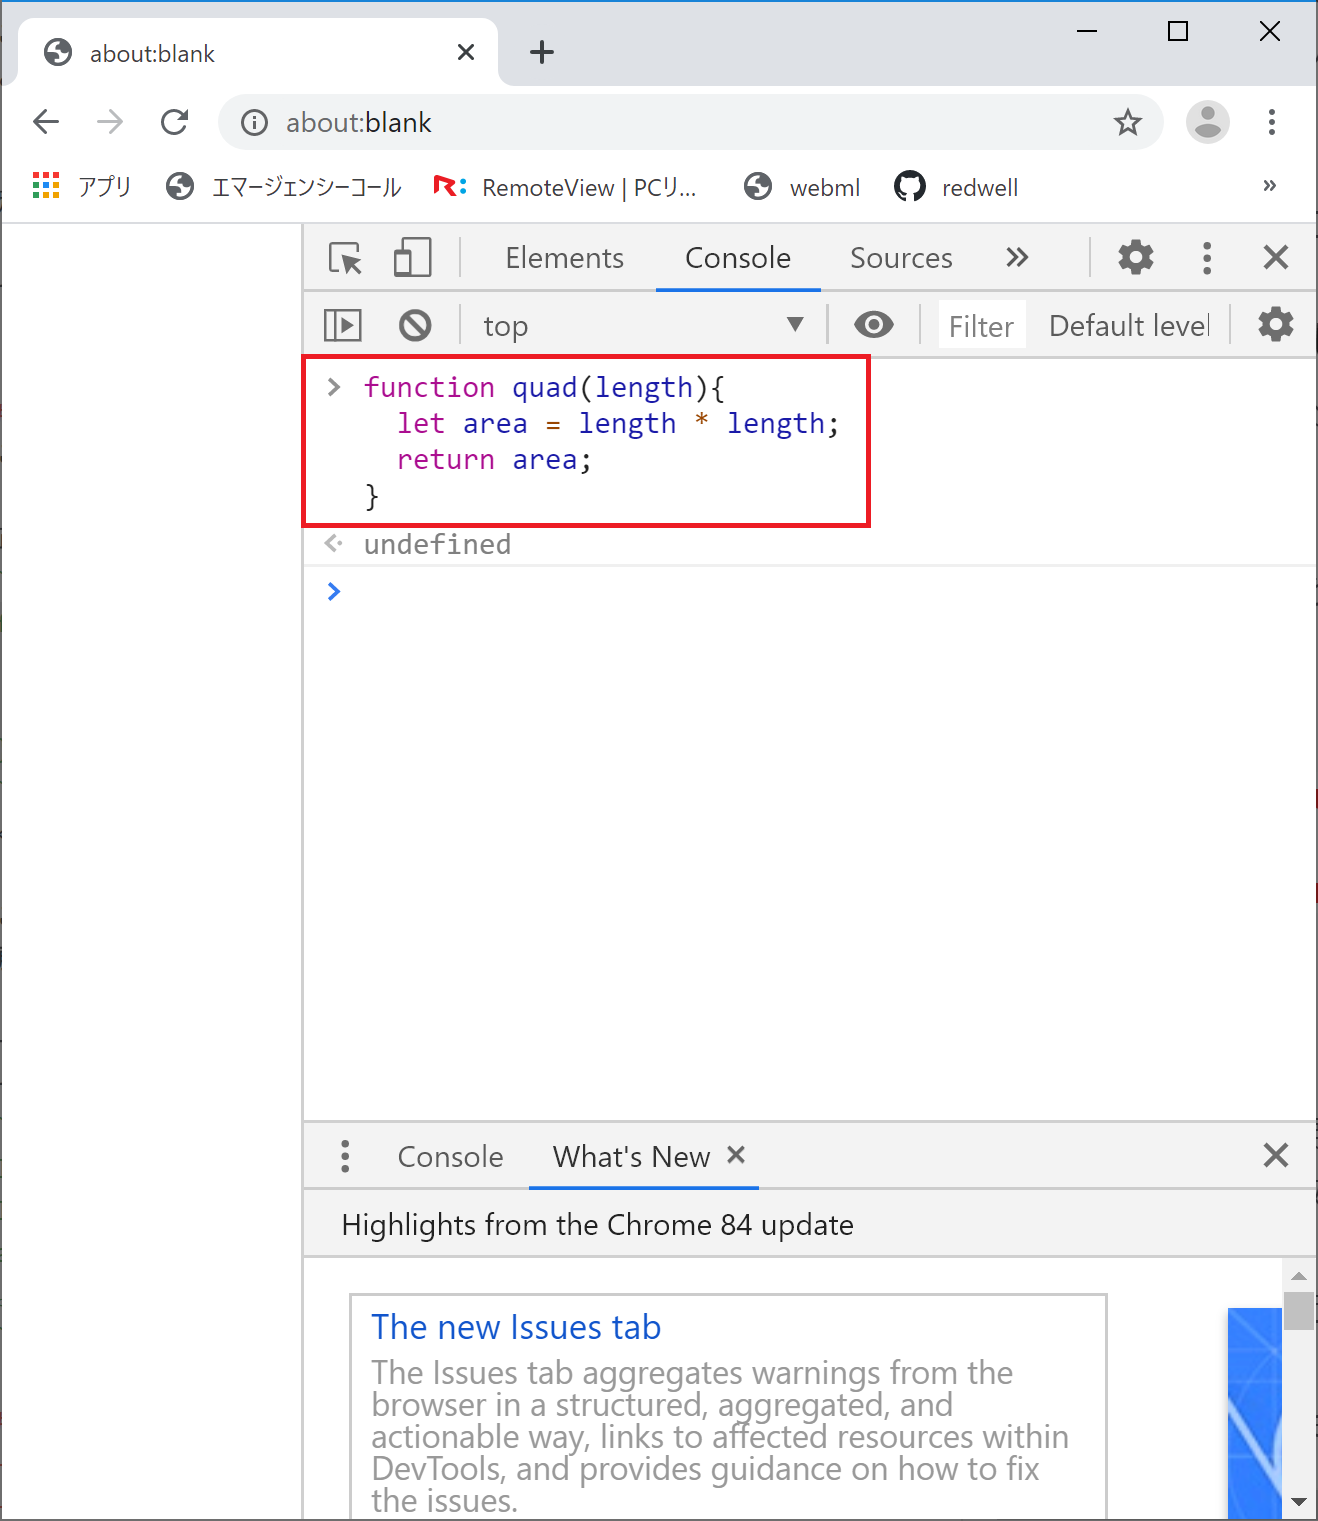 about:blank
about:blank
アプリ
エマージェンシーコール
RemoteView | PCリ...
webml
redwell
Elements
Console
Sources
top
Filter
Default level
function quad(length){
let area = length * length;
return area;
}
undefined
Console
What's New
Highlights from the Chrome 84 update
The new Issues tab
The Issues tab aggregates warnings from the
browser in a structured, aggregated, and
actionable way, links to affected resources within
DevTools, and provides guidance on how to fix
the issues.